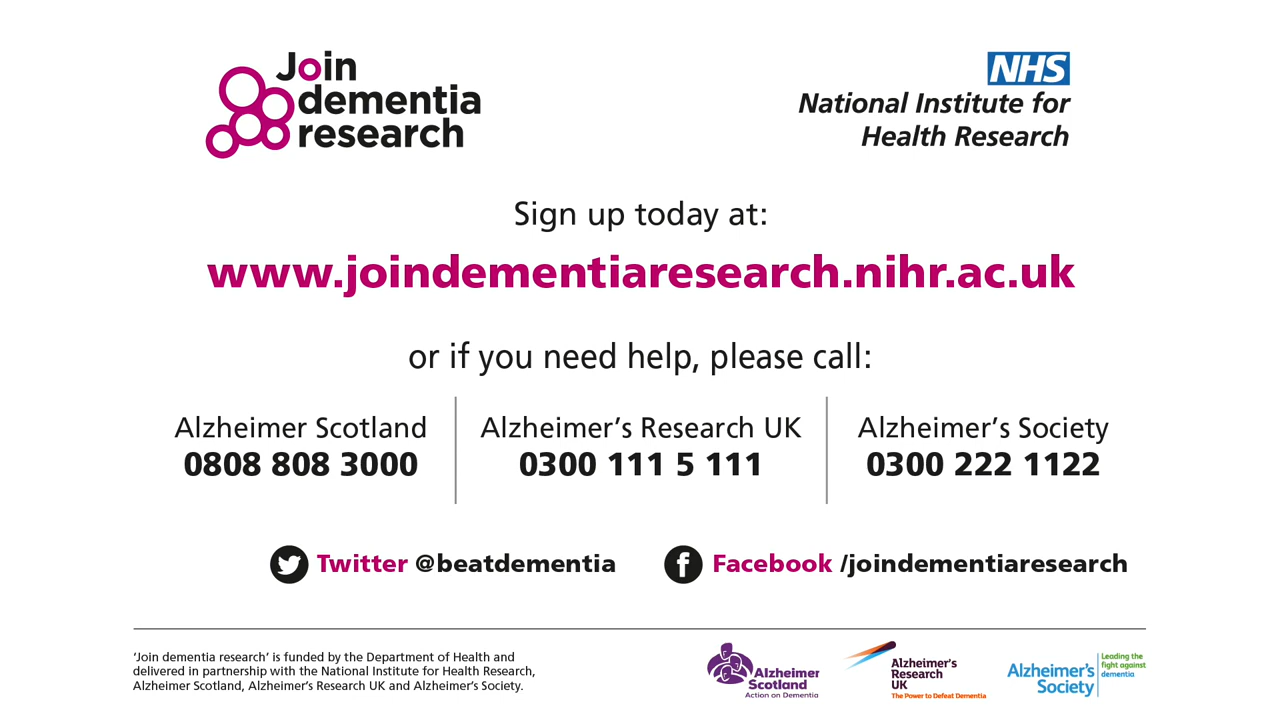 Join
dementia
research
NHS
National Institute for
Health Research
Sign up today at:
www.joindementiaresearch.nihr.ac.uk
or if you need help, please call:
Alzheimer Scotland
0808 808 3000
Alzheimer’s Research UK
0300 111 5 111
Alzheimer’s Society
0300 222 1122
Twitter @beatdementia
Facebook /joindementiaresearch
‘Join dementia research’ is funded by the Department of Health and
delivered in partnership with the National Institute for Health Research,
Alzheimer Scotland, Alzheimer’s Research UK and Alzheimer’s Society.
Alzheimer
Scotland
Action on Dementia
Alzheimer’s
Research
UK
The Power to Defeat Dementia
Alzheimer’s
Society
Leading the
fight against
dementia